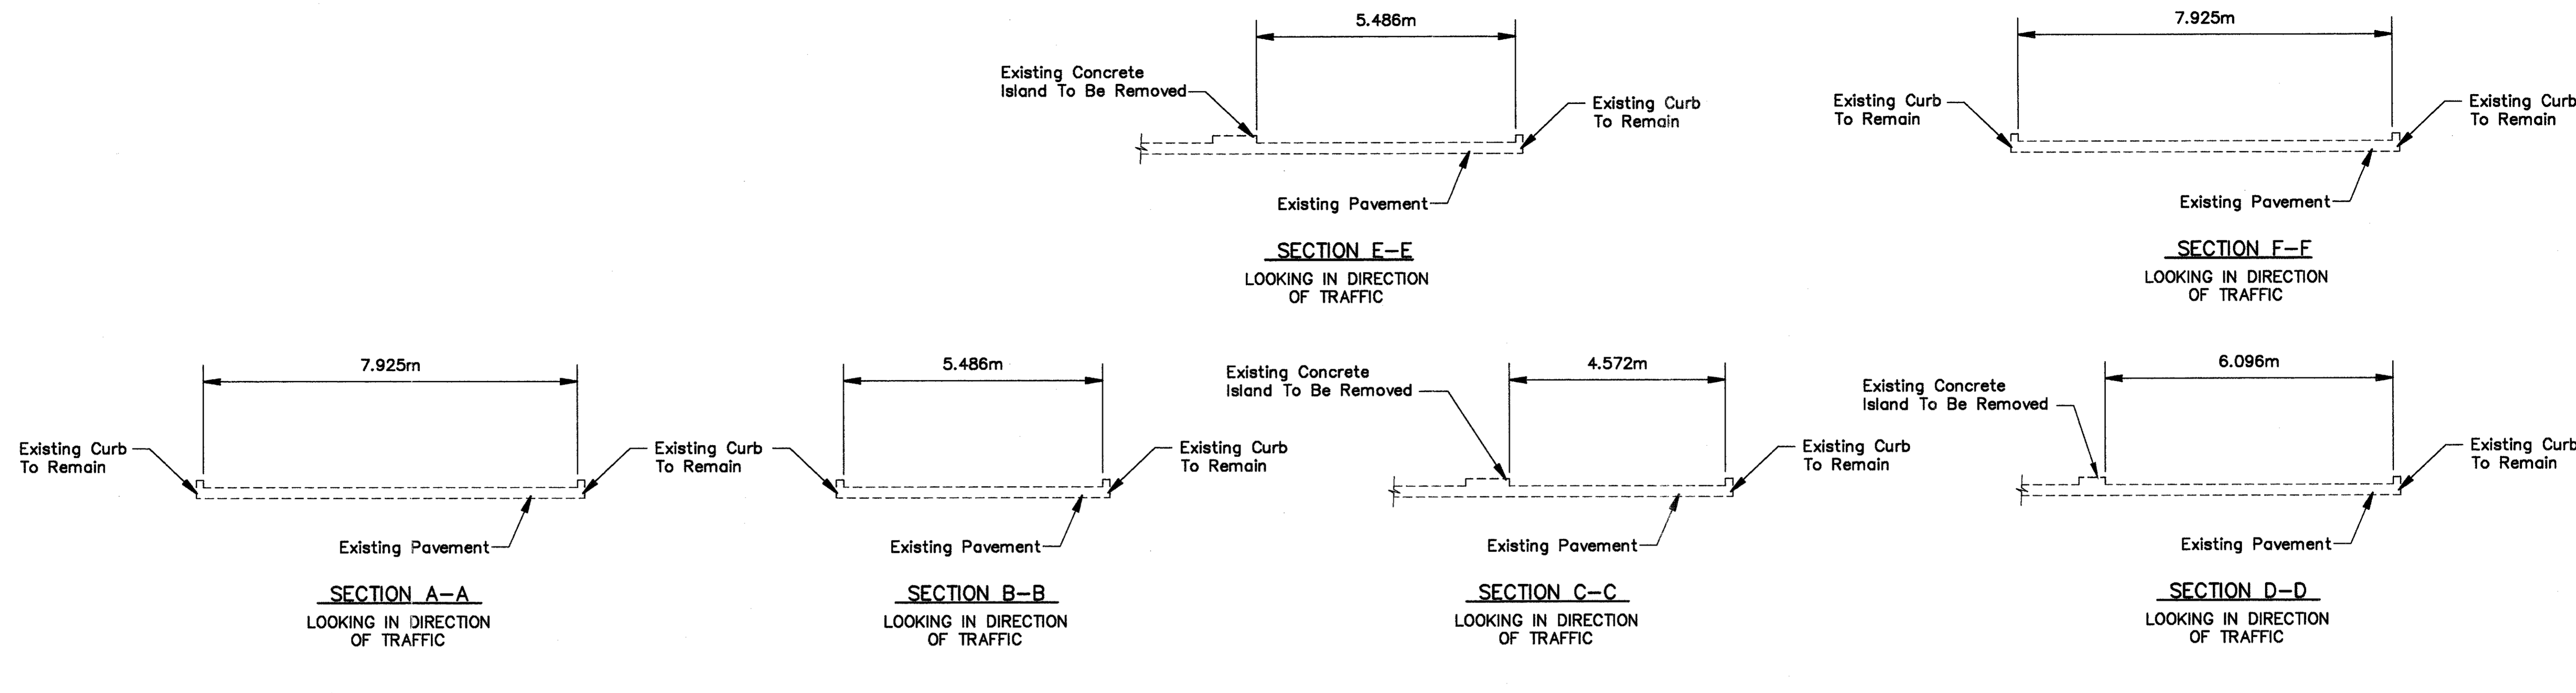 5.486m
Existing Concrete
Island To Be Removed
Existing Curb
To Remain
Existing Pavement
SECTION E-E
LOOKING IN DIRECTION
OF TRAFFIC
7.925m
Existing Curb
To Remain
Existing Curb
To Remain
Existing Pavement
SECTION F-F
LOOKING IN DIRECTION
OF TRAFFIC
7.925m
Existing Curb
To Remain
Existing Curb
To Remain
Existing Pavement
SECTION A-A
LOOKING IN DIRECTION
OF TRAFFIC
5.486m
Existing Curb
To Remain
Existing Pavement
SECTION B-B
LOOKING IN DIRECTION
OF TRAFFIC
4.572m
Existing Concrete
Island To Be Removed
Existing Curb
To Remain
Existing Pavement
SECTION C-C
LOOKING IN DIRECTION
OF TRAFFIC
6.096m
Existing Concrete
Island To Be Removed
Existing Curb
To Remain
Existing Pavement
SECTION D-D
LOOKING IN DIRECTION
OF TRAFFIC